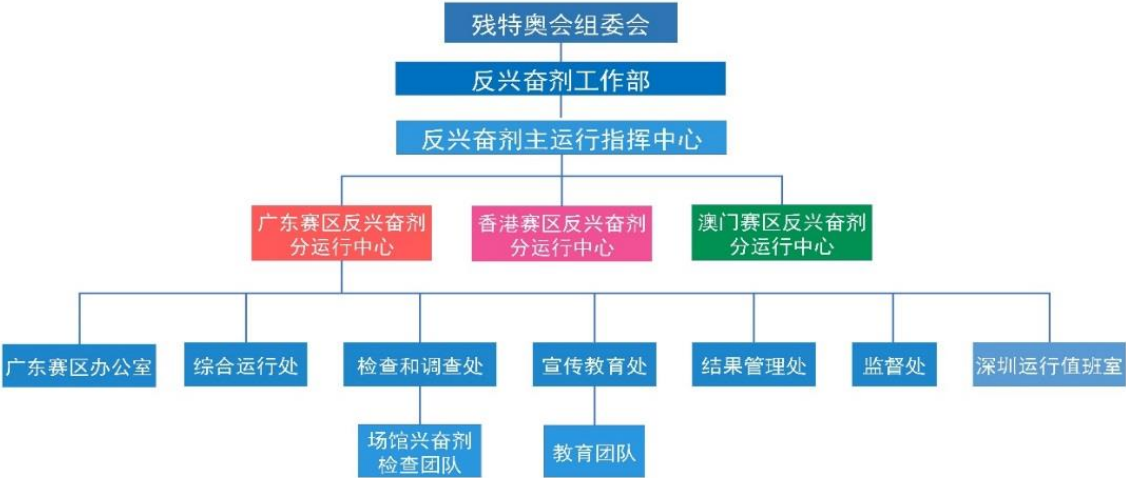 残特奥会组委会
反兴奋剂工作部
反兴奋剂主运行指挥中心
广东赛区反兴奋剂
分运行中心
香港赛区反兴奋剂
分运行中心
澳门赛区反兴奋剂
分运行中心
广东赛区办公室
综合运行处
检查和调查处
宣传教育处
结果管理处
监督处
深圳运行值班室
场馆兴奋剂
检查团队
教育团队